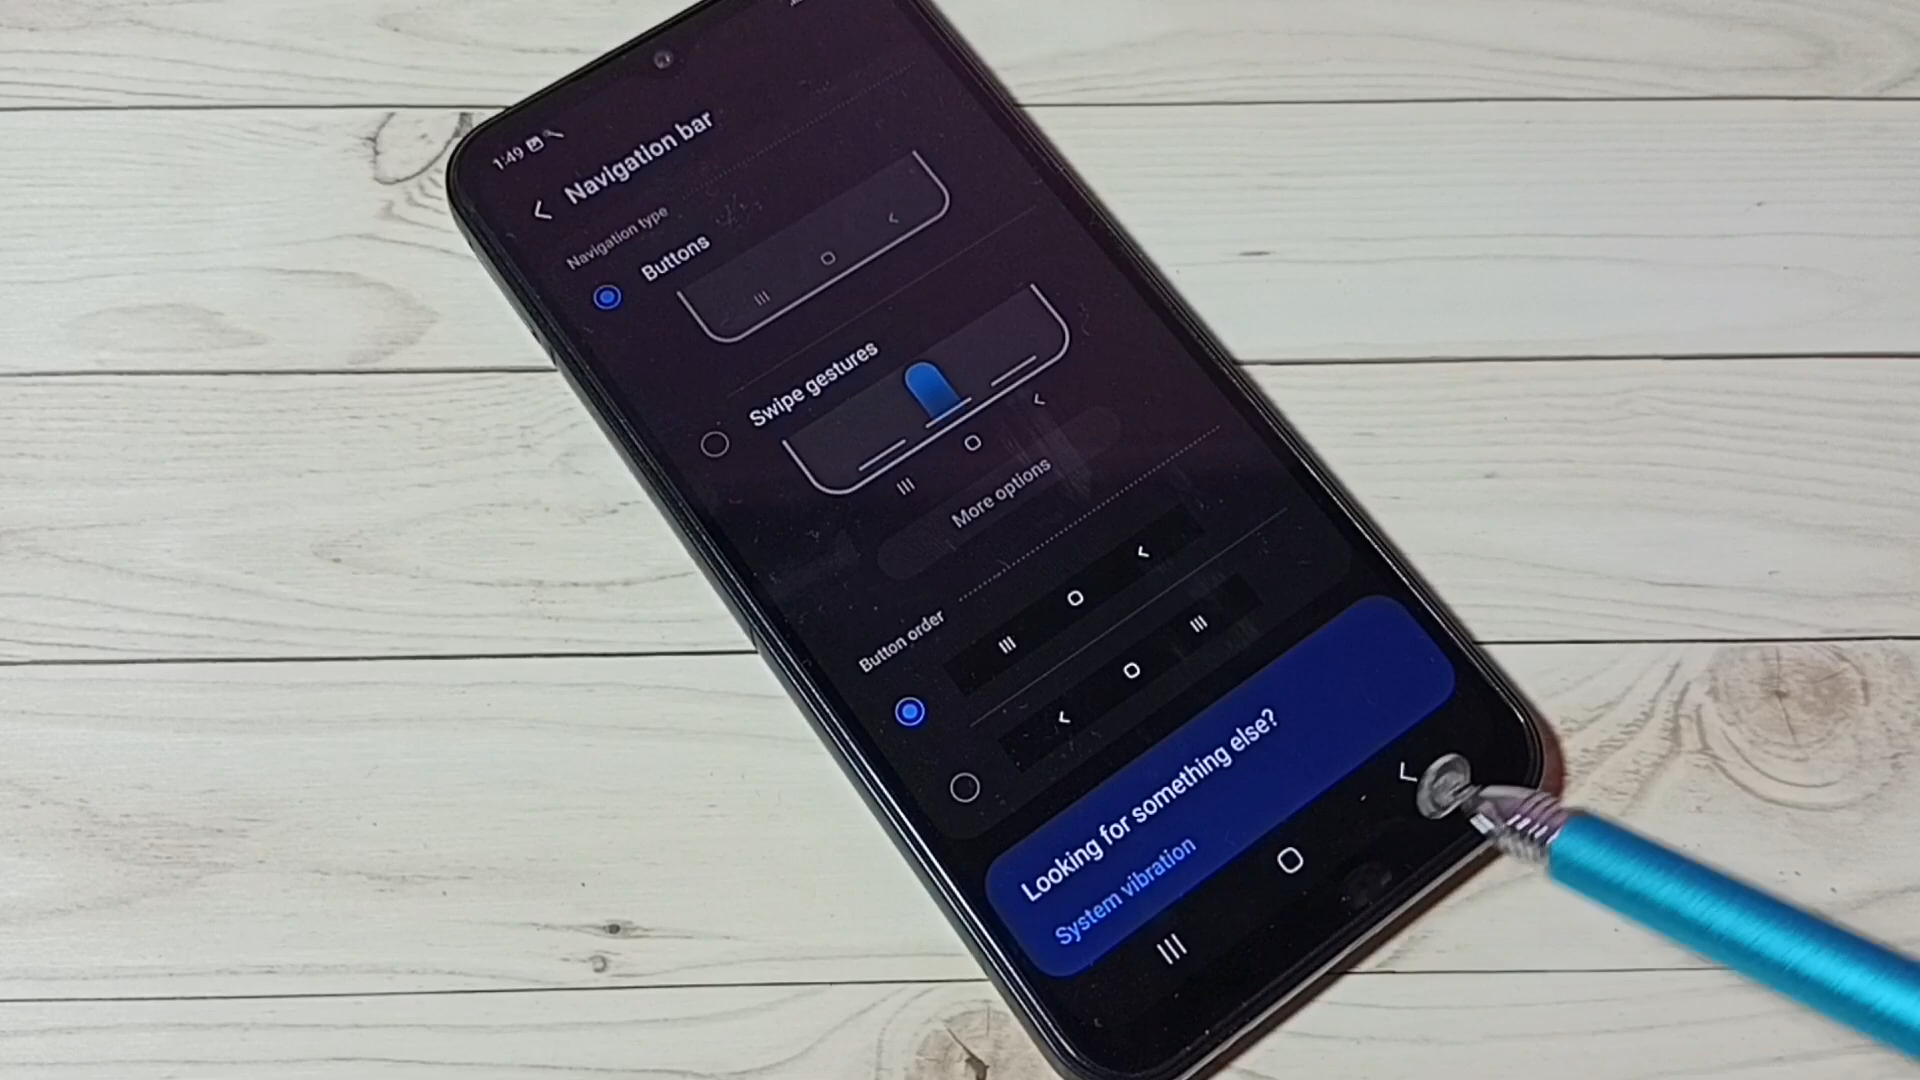 1:49
Navigation bar
Navigation type
Buttons
Swipe gestures
More options
Button order
Looking for something else?
System vibration